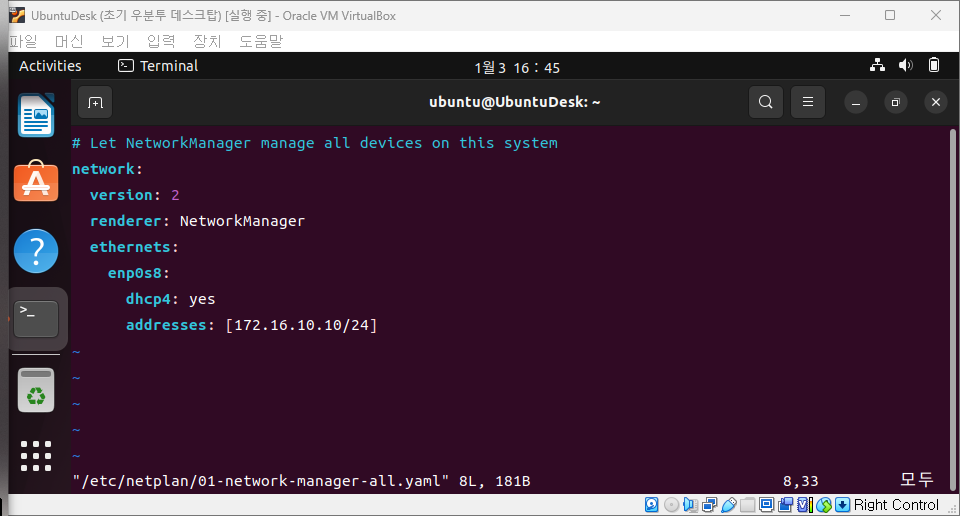 UbuntuDesk (초기 우분투 데스크탑) [실행 중] - Oracle VM VirtualBox
파일 머신 보기 입력 장치 도움말
Activities Terminal 1월 3 16 : 45
ubuntu@UbuntuDesk: ~
# Let NetworkManager manage all devices on this system
network:
  version: 2
  renderer: NetworkManager
  ethernets:
    enp0s8:
      dhcp4: yes
      addresses: [172.16.10.10/24]
~
~
~
~
~
"/etc/netplan/01-network-manager-all.yaml" 8L, 181B 8,33 모두
Right Control